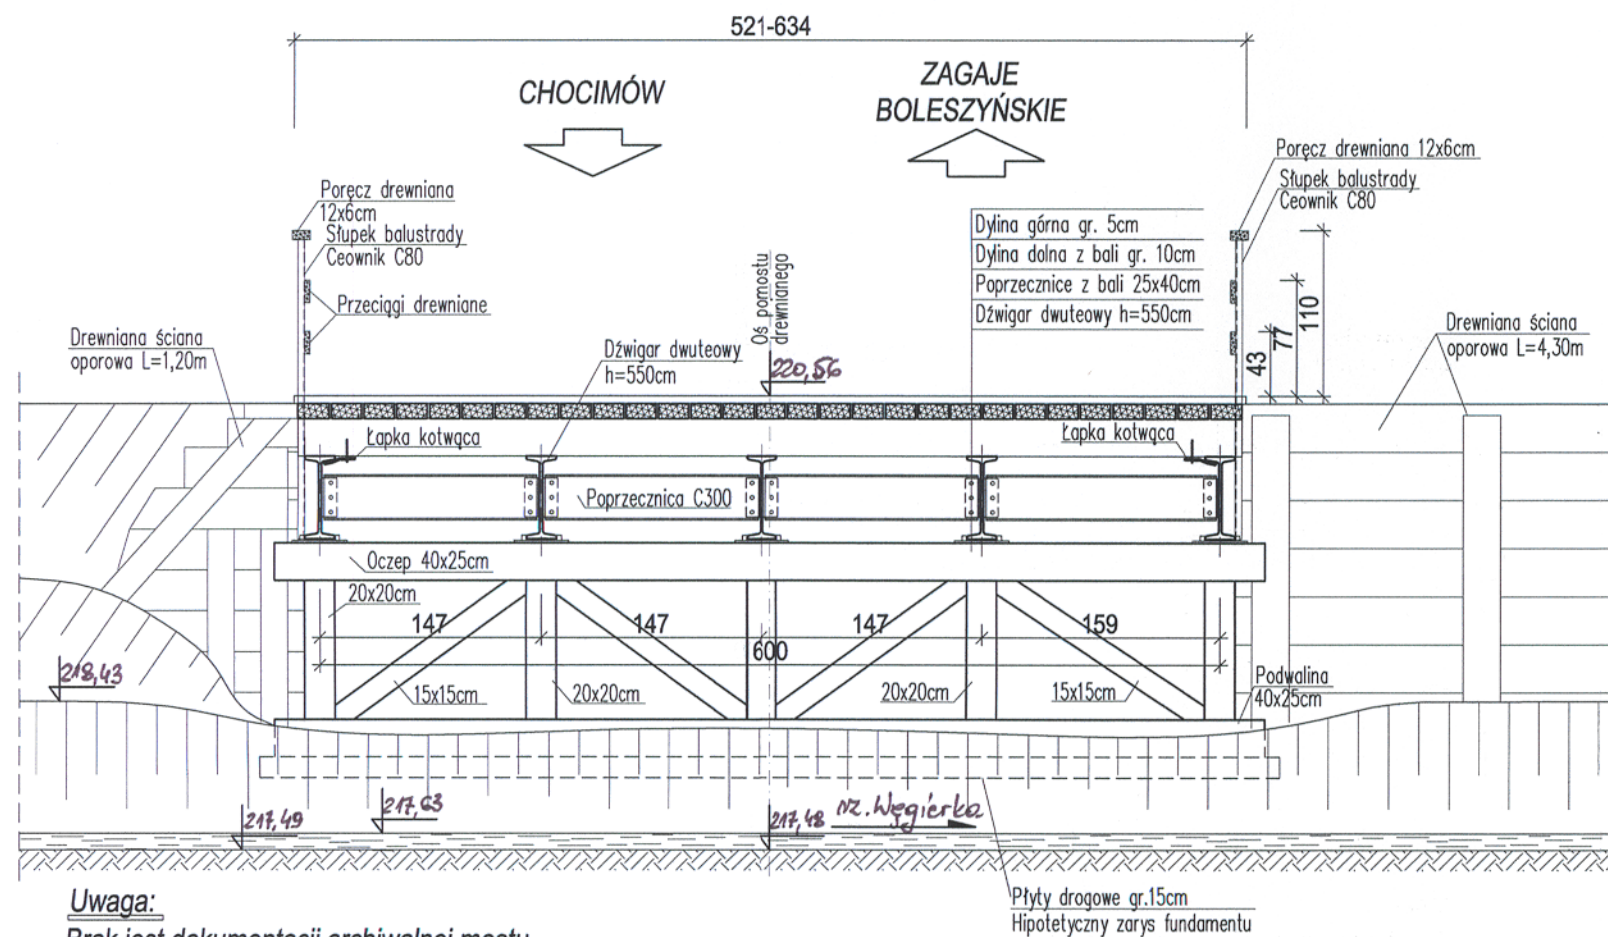 521-634
CHOCIMÓW
ZAGAJE
BOLESZYŃSKIE
Poręcz drewniana 12x6cm
Słupek balustrady
Ceownik C80
Poręcz drewniana
12x6cm
Słupek balustrady
Ceownik C80
Przeciągi drewniane
Oś pomostu
drewnianego
Dylina górna gr. 5cm
Dylina dolna z bali gr. 10cm
Poprzecznice z bali 25x40cm
Dźwigar dwuteowy h=550cm
43
77
110
Drewniana ściana
oporowa L=1,20m
Dźwigar dwuteowy
h=550cm
220,56
Drewniana ściana
oporowa L=4,30m
Łapka kotwąca
Łapka kotwąca
Poprzecznica C300
Oczep 40x25cm
20x20cm
147
147
147
159
600
218,43
15x15cm
20x20cm
20x20cm
15x15cm
Podwalina
40x25cm
217,49
217,63
217,48
rz. Węgierka
Uwaga:
Brak jest dokumentacji archiwalnej mostu
Płyty drogowe gr.15cm
Hipotetyczny zarys fundamentu